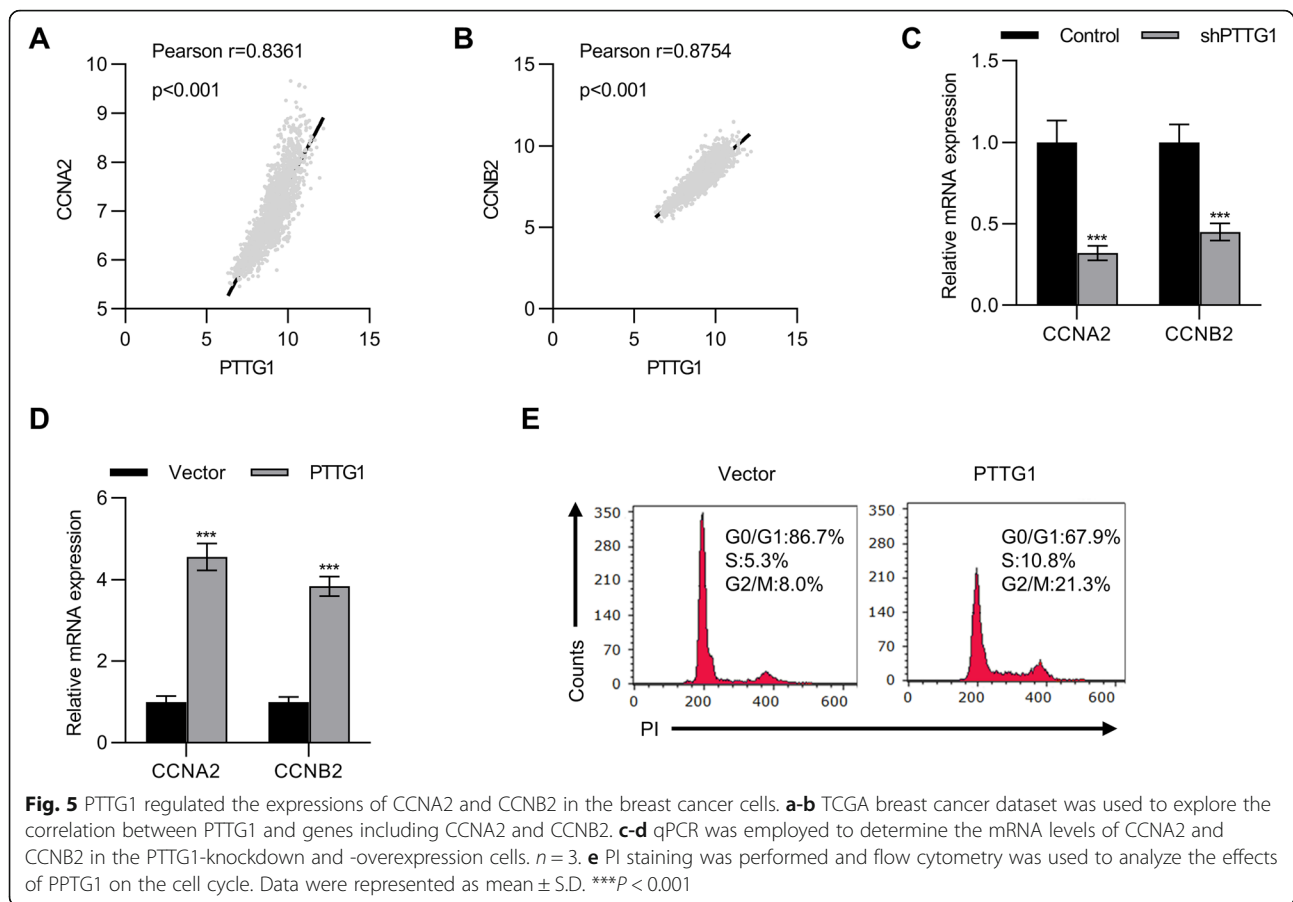 A
Pearson r=0.8361
p<0.001
10
9
8
7
6
5
CCNA2
0
5
10
15
PTTG1
B
Pearson r=0.8754
p<0.001
15
10
5
0
CCNB2
0
5
10
15
PTTG1
C
Control
shPTTG1
1.5
1.0
0.5
0.0
Relative mRNA expression
***
***
CCNA2
CCNB2
D
Vector
PTTG1
6
4
2
0
Relative mRNA expression
***
***
CCNA2
CCNB2
E
Vector
350
280
210
140
70
0
G0/G1:86.7%
S:5.3%
G2/M:8.0%
0
200
400
600
PTTG1
350
280
210
140
70
0
G0/G1:67.9%
S:10.8%
G2/M:21.3%
0
200
400
600
Counts
PI
Fig. 5 PTTG1 regulated the expressions of CCNA2 and CCNB2 in the breast cancer cells. a-b TCGA breast cancer dataset was used to explore the
correlation between PTTG1 and genes including CCNA2 and CCNB2. c-d qPCR was employed to determine the mRNA levels of CCNA2 and
CCNB2 in the PTTG1-knockdown and -overexpression cells. n = 3. e PI staining was performed and flow cytometry was used to analyze the effects
of PPTG1 on the cell cycle. Data were represented as mean ± S.D. ***P < 0.001